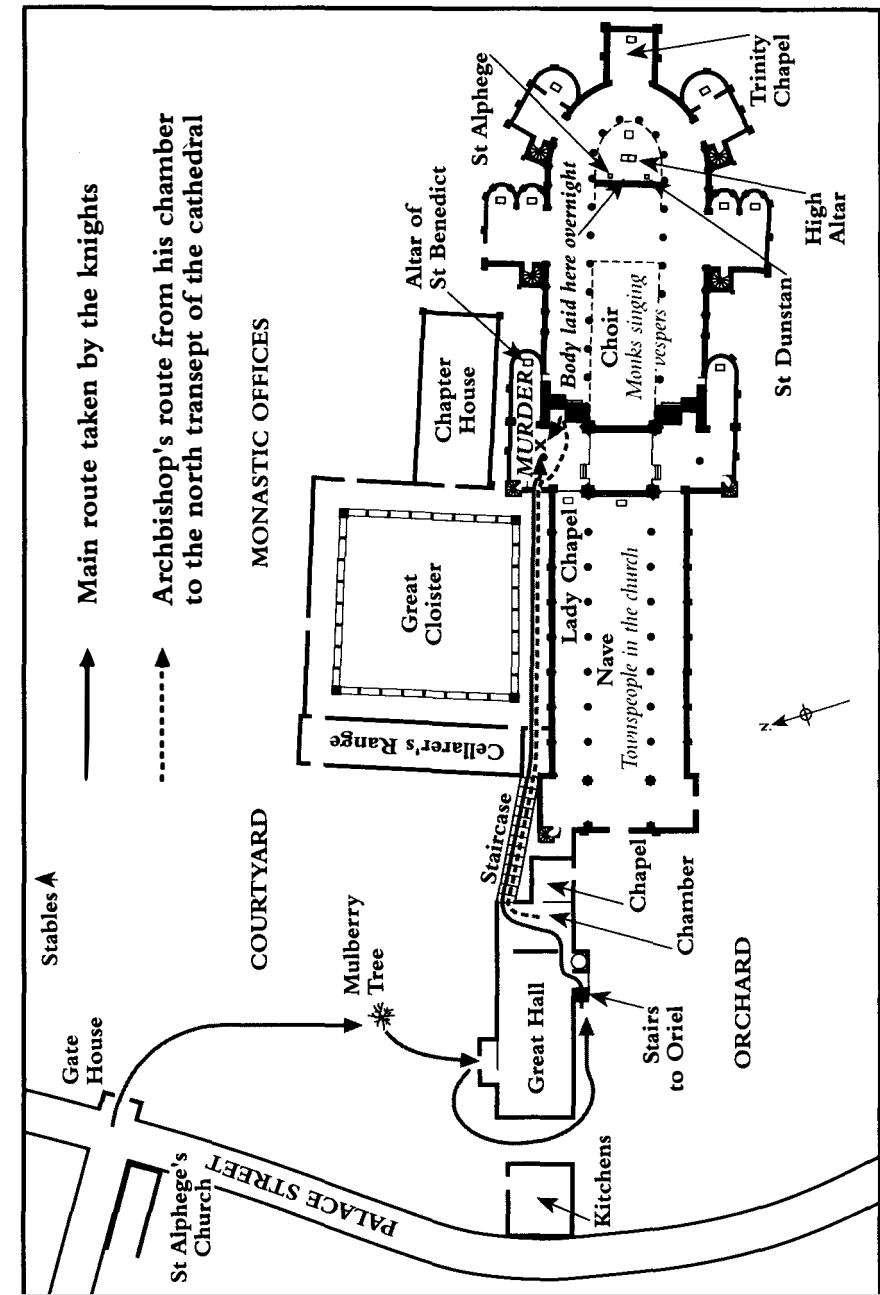 Main route taken by the knights
Archbishop's route from his chamber
to the north transept of the cathedral
Stables
Gate
House
St Alphege's
Church
PALACE STREET
COURTYARD
MONASTIC OFFICES
Mulberry
Tree
Kitchens
Great Hall
Stairs
to Oriel
ORCHARD
Chamber
Chapel
Staircase
Cellarer's Range
Great
Cloister
Chapter
House
Altar of
St Benedict
MURDER
Lady Chapel
Nave
Townspeople in the church
Choir
Monks singing
vespers
Body laid here overnight
St Alphege
St Dunstan
High
Altar
Trinity
Chapel
N.